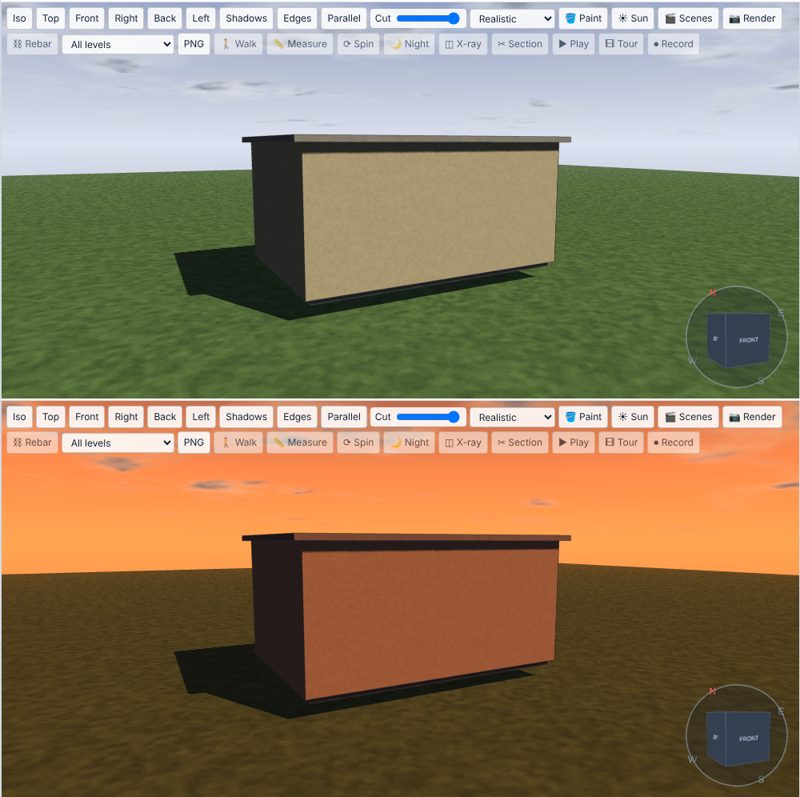 Iso Top Front Right Back Left Shadows Edges Parallel Cut Realistic Paint Sun Scenes Render
Rebar All levels PNG Walk Measure Spin Night X-ray Section Play Tour Record
N
E
FRONT
W
S
Iso Top Front Right Back Left Shadows Edges Parallel Cut Realistic Paint Sun Scenes Render
Rebar All levels PNG Walk Measure Spin Night X-ray Section Play Tour Record
N
E
FRONT
W
S